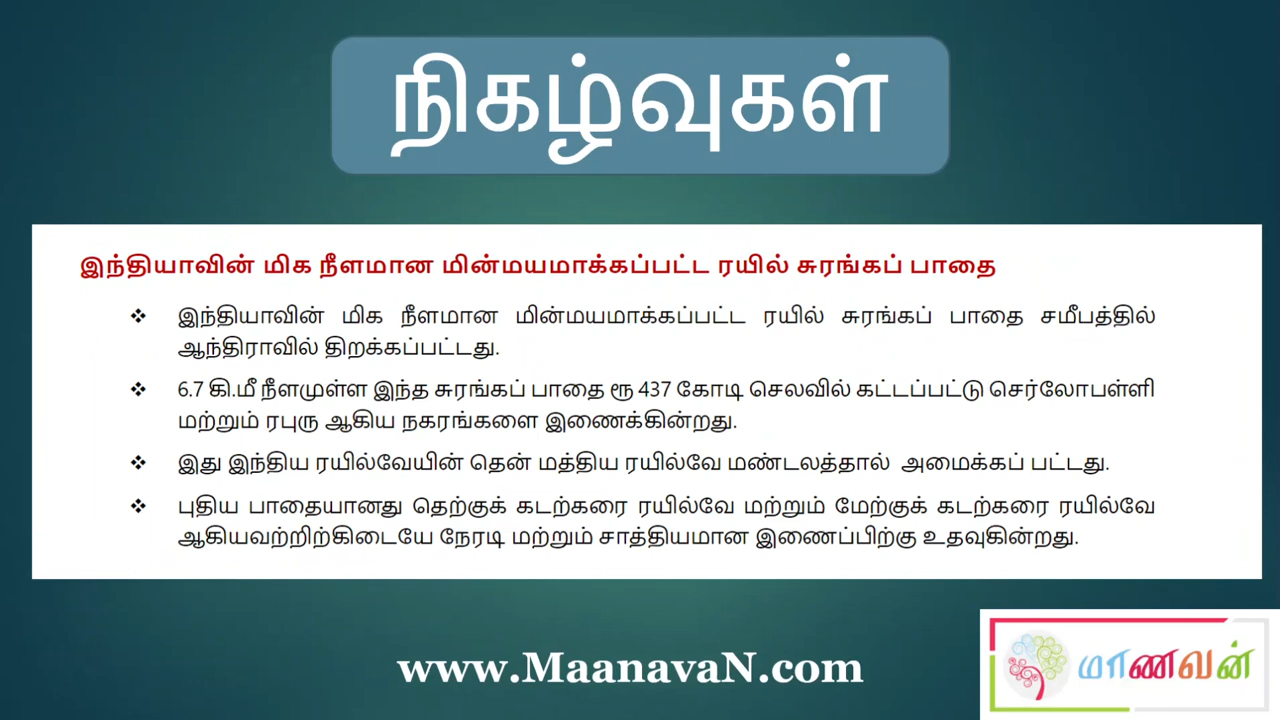 நிகழ்வுகள்
இந்தியாவின் மிக நீளமான மின்மயமாக்கப்பட்ட ரயில் சுரங்கப் பாதை
❖ இந்தியாவின் மிக நீளமான மின்மயமாக்கப்பட்ட ரயில் சுரங்கப் பாதை சமீபத்தில்
ஆந்திராவில் திறக்கப்பட்டது.
❖ 6.7 கி.மீ நீளமுள்ள இந்த சுரங்கப் பாதை ரூ 437 கோடி செலவில் கட்டப்பட்டு செர்லோபள்ளி
மற்றும் ரபுரு ஆகிய நகரங்களை இணைக்கின்றது.
❖ இது இந்திய ரயில்வேயின் தென் மத்திய ரயில்வே மண்டலத்தால் அமைக்கப் பட்டது.
❖ புதிய பாதையானது தெற்குக் கடற்கரை ரயில்வே மற்றும் மேற்குக் கடற்கரை ரயில்வே
ஆகியவற்றிற்கிடையே நேரடி மற்றும் சாத்தியமான இணைப்பிற்கு உதவுகின்றது.
www.MaanavaN.com
மாணவன்